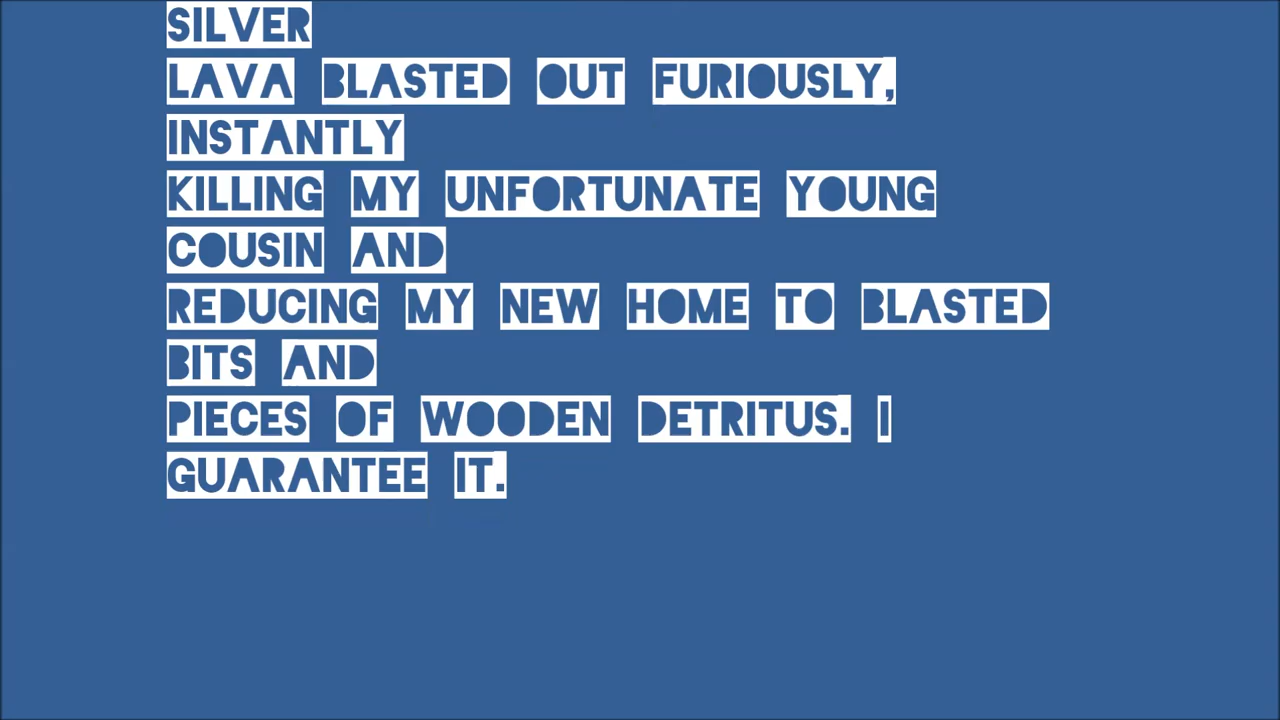 SILVER
LAVA BLASTED OUT FURIOUSLY,
INSTANTLY
KILLING MY UNFORTUNATE YOUNG
COUSIN AND
REDUCING MY NEW HOME TO BLASTED
BITS AND
PIECES OF WOODEN DETRITUS. I
GUARANTEE IT.